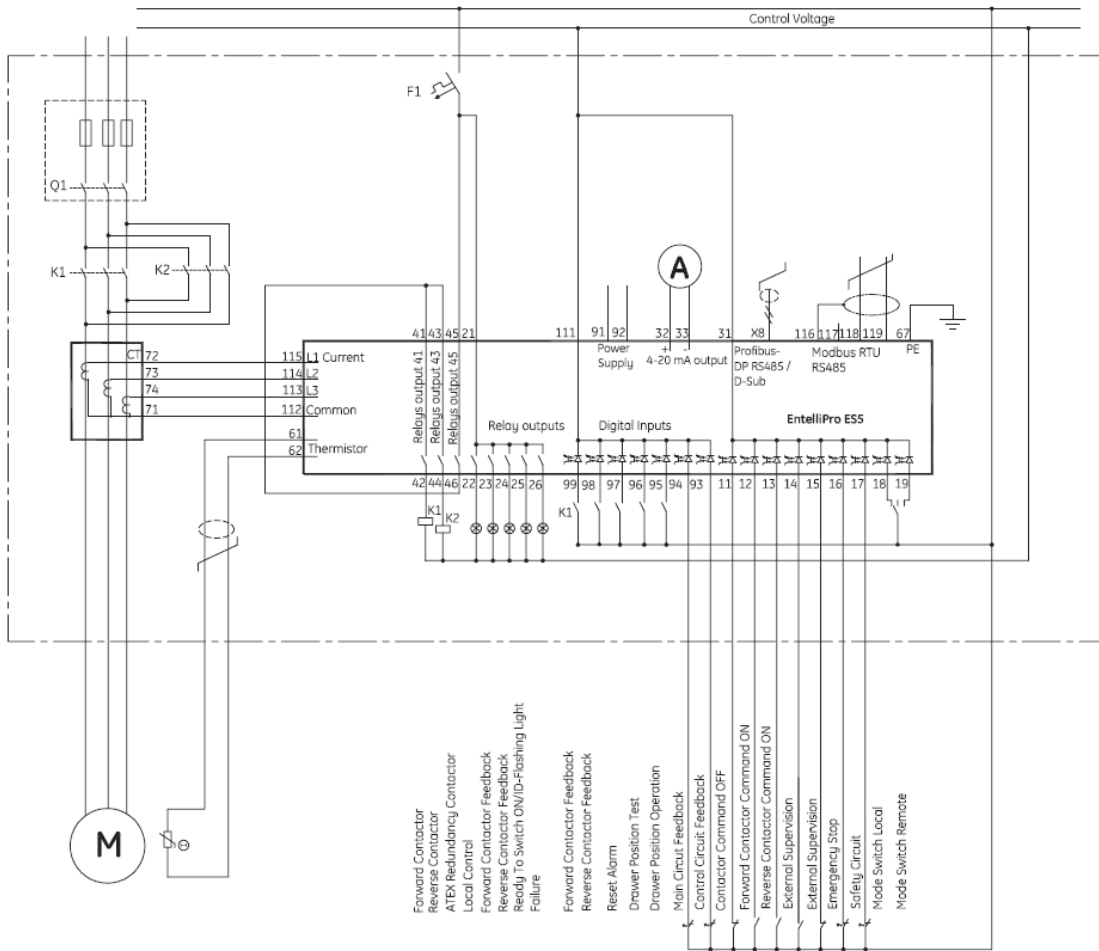 Control Voltage
F1
Q1
K1
K2
A
41 43 45 21
111
91 92
32 33
31
X8
116 117 118 119
67
+ -
Power
Supply
4-20 mA output
Profibus-
DP RS485 /
D-Sub
Modbus RTU
RS485
PE
CT
72
73
74
71
115 L1 Current
114 L2
113 L3
112 Common
61
62
Thermistor
Relays output 41
Relays output 43
Relays output 45
Relay outputs
Digital Inputs
EntelliPro ES5
42 44 46 22 23 24 25 26
99 98 97 96 95 94 93 11 12 13 14 15 16 17 18 19
K1
K2
K1
M
Forward Contactor
Reverse Contactor
ATEX Redundancy Contactor
Local Control
Forward Contactor Feedback
Reverse Contactor Feedback
Ready To Switch ON/ID-Flashing Light
Failure
Forward Contactor Feedback
Reverse Contactor Feedback
Reset Alarm
Drawer Position Test
Drawer Position Operation
Main Circuit Feedback
Control Circuit Feedback
Contactor Command OFF
Forward Contactor Command ON
Reverse Contactor Command ON
External Supervision
External Supervision
Emergency Stop
Safety Circuit
Mode Switch Local
Mode Switch Remote